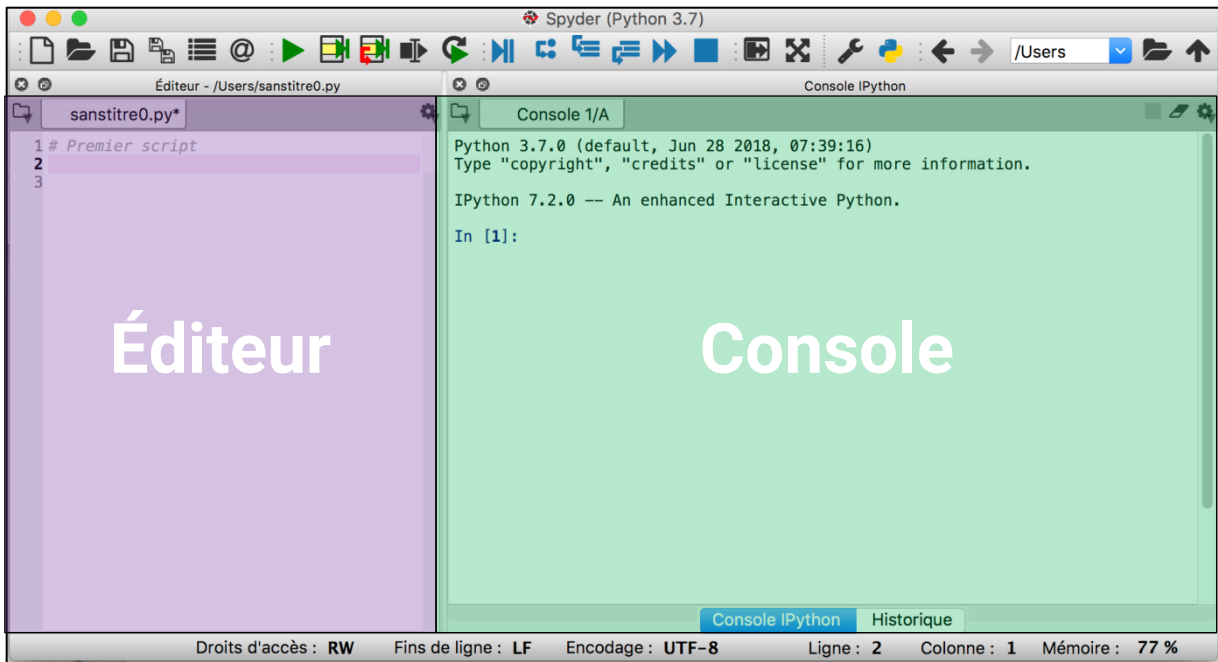 Spyder (Python 3.7)
/Users
Éditeur - /Users/sanstitre0.py
Console IPython
sanstitre0.py*
Console 1/A
1 # Premier script
2
3
Python 3.7.0 (default, Jun 28 2018, 07:39:16)
Type "copyright", "credits" or "license" for more information.
IPython 7.2.0 -- An enhanced Interactive Python.
In [1]:
Éditeur
Console
Console IPython
Historique
Droits d'accès : RW Fins de ligne : LF Encodage : UTF-8 Ligne : 2 Colonne : 1 Mémoire : 77 %